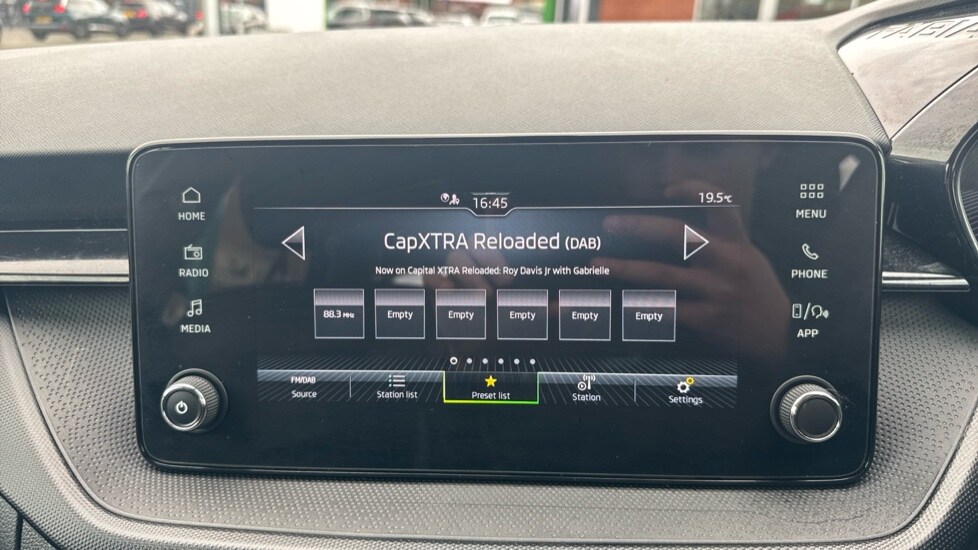 16:45
19.5°C
HOME
RADIO
MEDIA
MENU
PHONE
APP
CapXTRA Reloaded (DAB)
Now on Capital XTRA Reloaded: Roy Davis Jr with Gabrielle
88.3 MHz
Empty
Empty
Empty
Empty
Empty
FM/DAB
Source
Station list
Preset list
Station
Settings